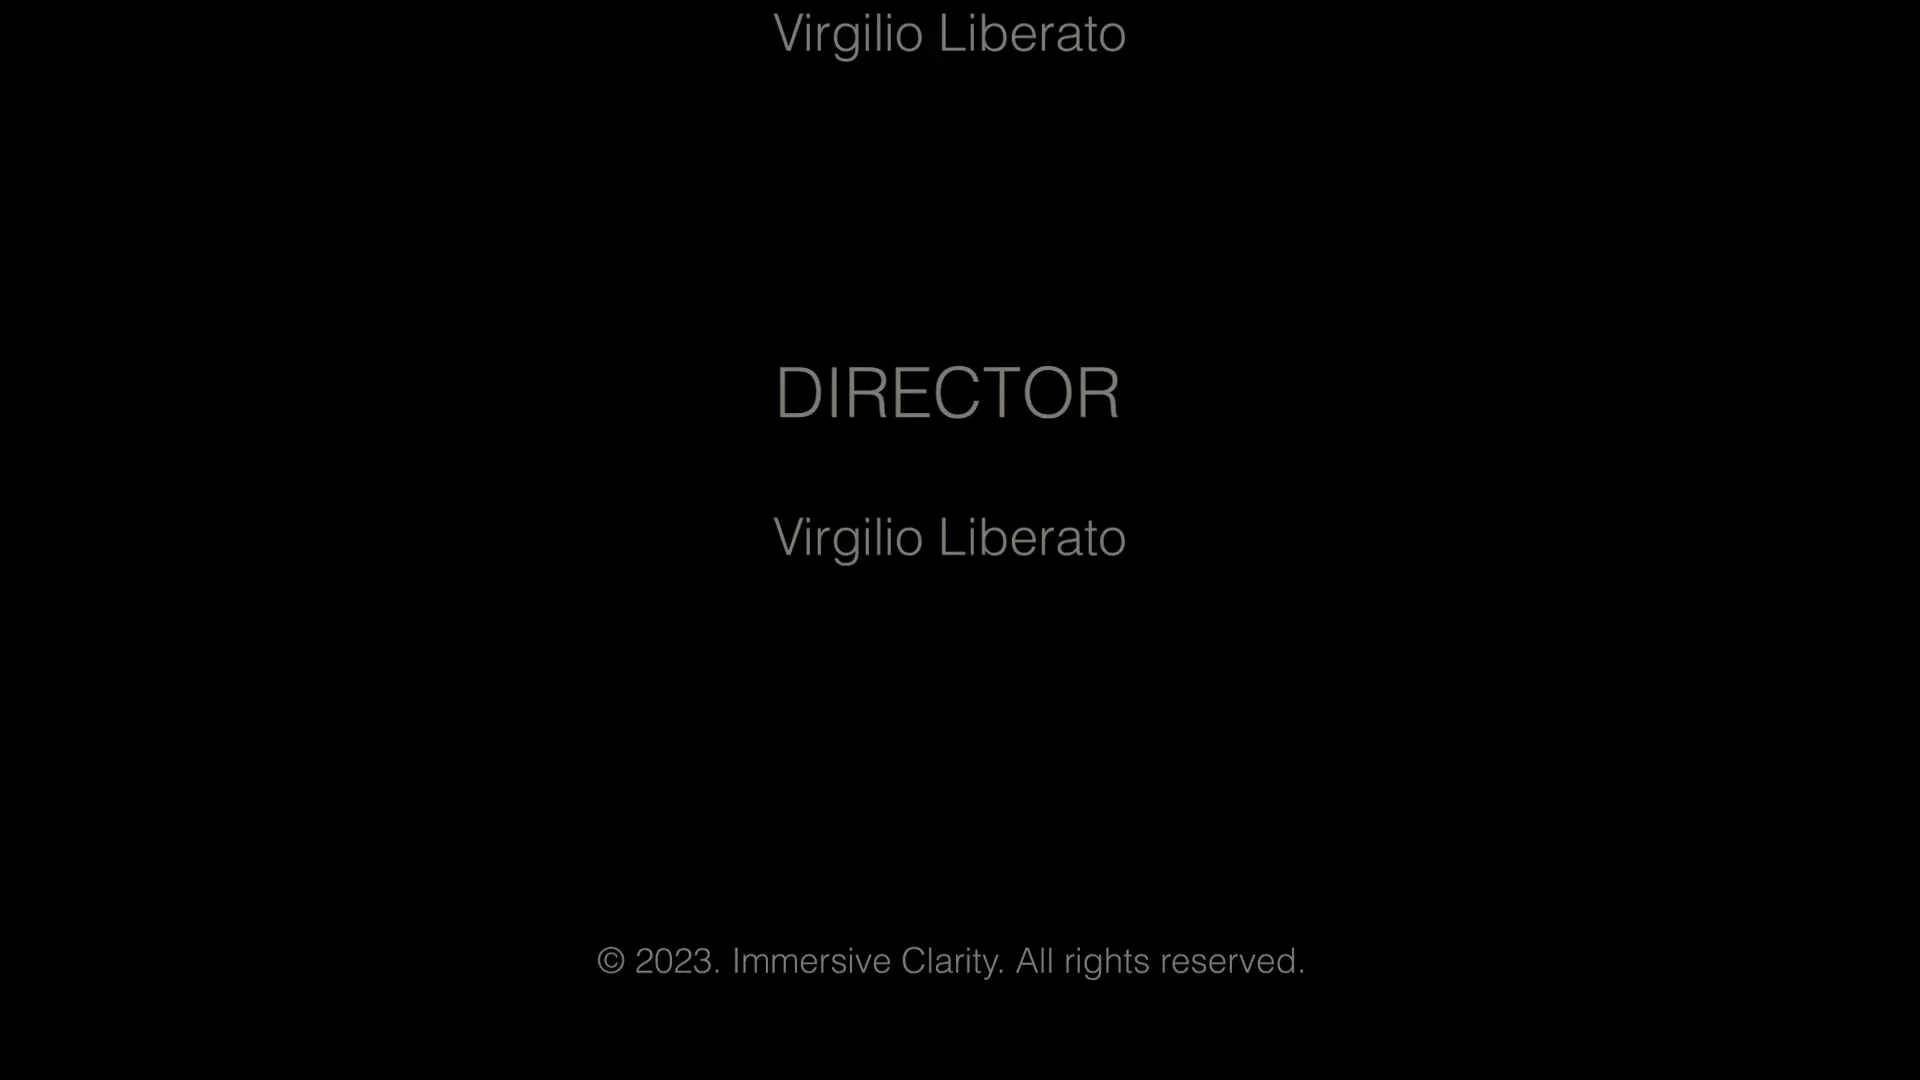 Virgilio Liberato
DIRECTOR
Virgilio Liberato
© 2023. Immersive Clarity. All rights reserved.